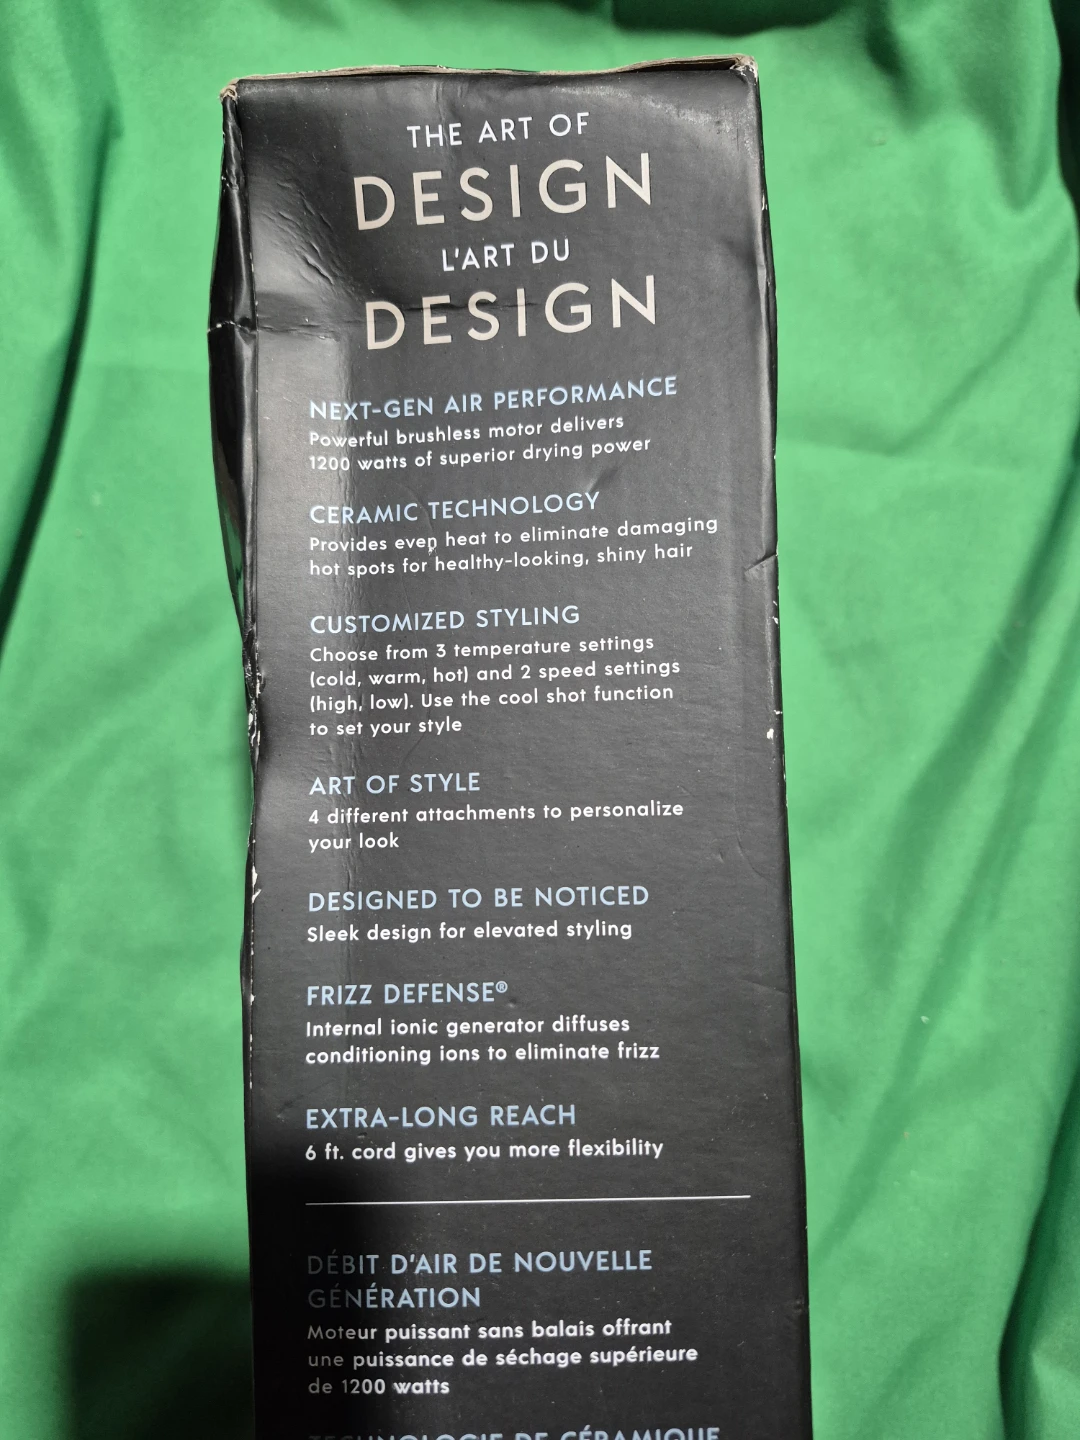 THE ART OF
DESIGN
L'ART DU
DESIGN
NEXT-GEN AIR PERFORMANCE
Powerful brushless motor delivers
1200 watts of superior drying power
CERAMIC TECHNOLOGY
Provides even heat to eliminate damaging
hot spots for healthy-looking, shiny hair
CUSTOMIZED STYLING
Choose from 3 temperature settings
(cold, warm, hot) and 2 speed settings
(high, low). Use the cool shot function
to set your style
ART OF STYLE
4 different attachments to personalize
your look
DESIGNED TO BE NOTICED
Sleek design for elevated styling
FRIZZ DEFENSE®
Internal ionic generator diffuses
conditioning ions to eliminate frizz
EXTRA-LONG REACH
6 ft. cord gives you more flexibility
DÉBIT D'AIR DE NOUVELLE
GÉNÉRATION
Moteur puissant sans balais offrant
une puissance de séchage supérieure
de 1200 watts
TECHNOLOGIE DE CÉRAMIQUE